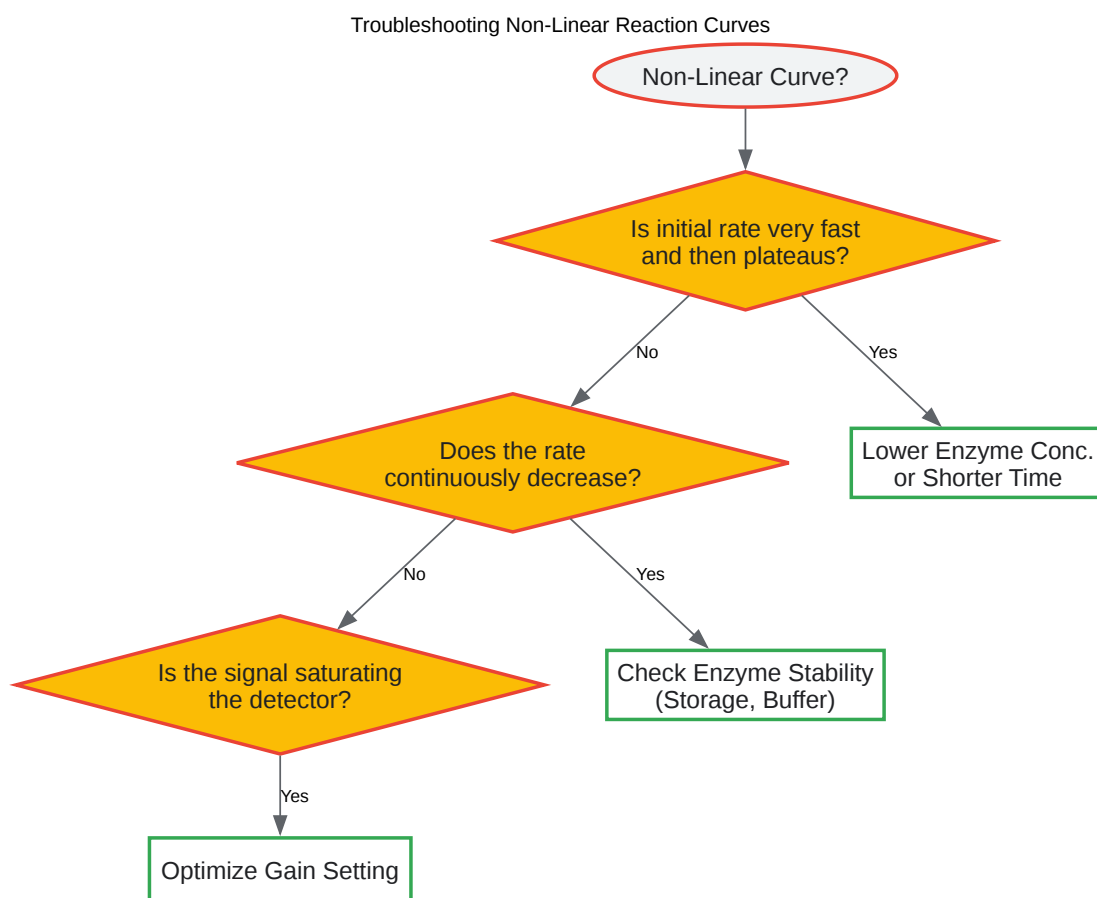 Troubleshooting Non-Linear Reaction Curves
Non-Linear Curve?
Is initial rate very fast
and then plateaus?
No
Yes
Does the rate
continuously decrease?
Lower Enzyme Conc.
or Shorter Time
No
Yes
Is the signal saturating
the detector?
Check Enzyme Stability
(Storage, Buffer)
Yes
Optimize Gain Setting